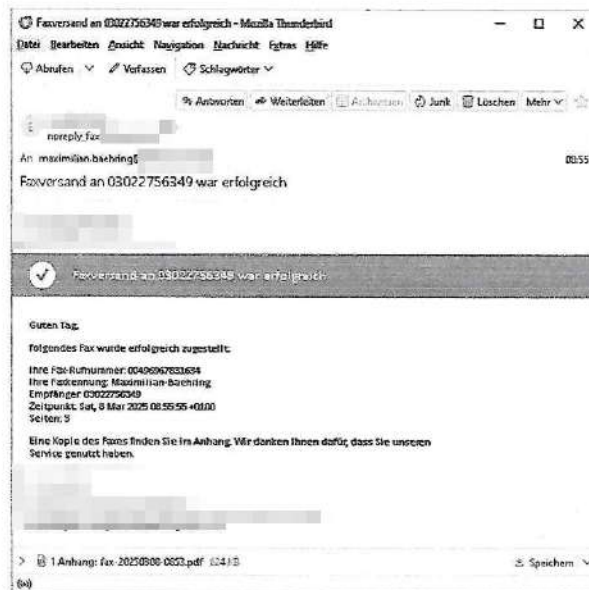 Faxversand an 03022756349 war erfolgreich - Mozilla Thunderbird
Datei Bearbeiten Ansicht Navigation Nachricht Extras Hilfe
Abrufen Verfassen Schlagwörter
Antworten Weiterleiten Archivieren Junk Löschen Mehr
noreply_fax
An maximilian.baehring 08:55
Faxversand an 03022756349 war erfolgreich
Faxversand an 03022756349 war erfolgreich
Guten Tag,
folgendes Fax wurde erfolgreich zugestellt:
Ihre Fax-Rufnummer: 00496967831634
Ihre Faxkennung: Maximilian-Baehring
Empfänger: 03022756349
Zeitpunkt: Sat, 8 Mar 2025 08:55:55 +0100
Seiten: 3
Eine Kopie des Faxes finden Sie im Anhang. Wir danken Ihnen dafür, dass Sie unseren
Service genutzt haben.
1 Anhang: fax-20250308-0853.pdf 624 KB Speichern